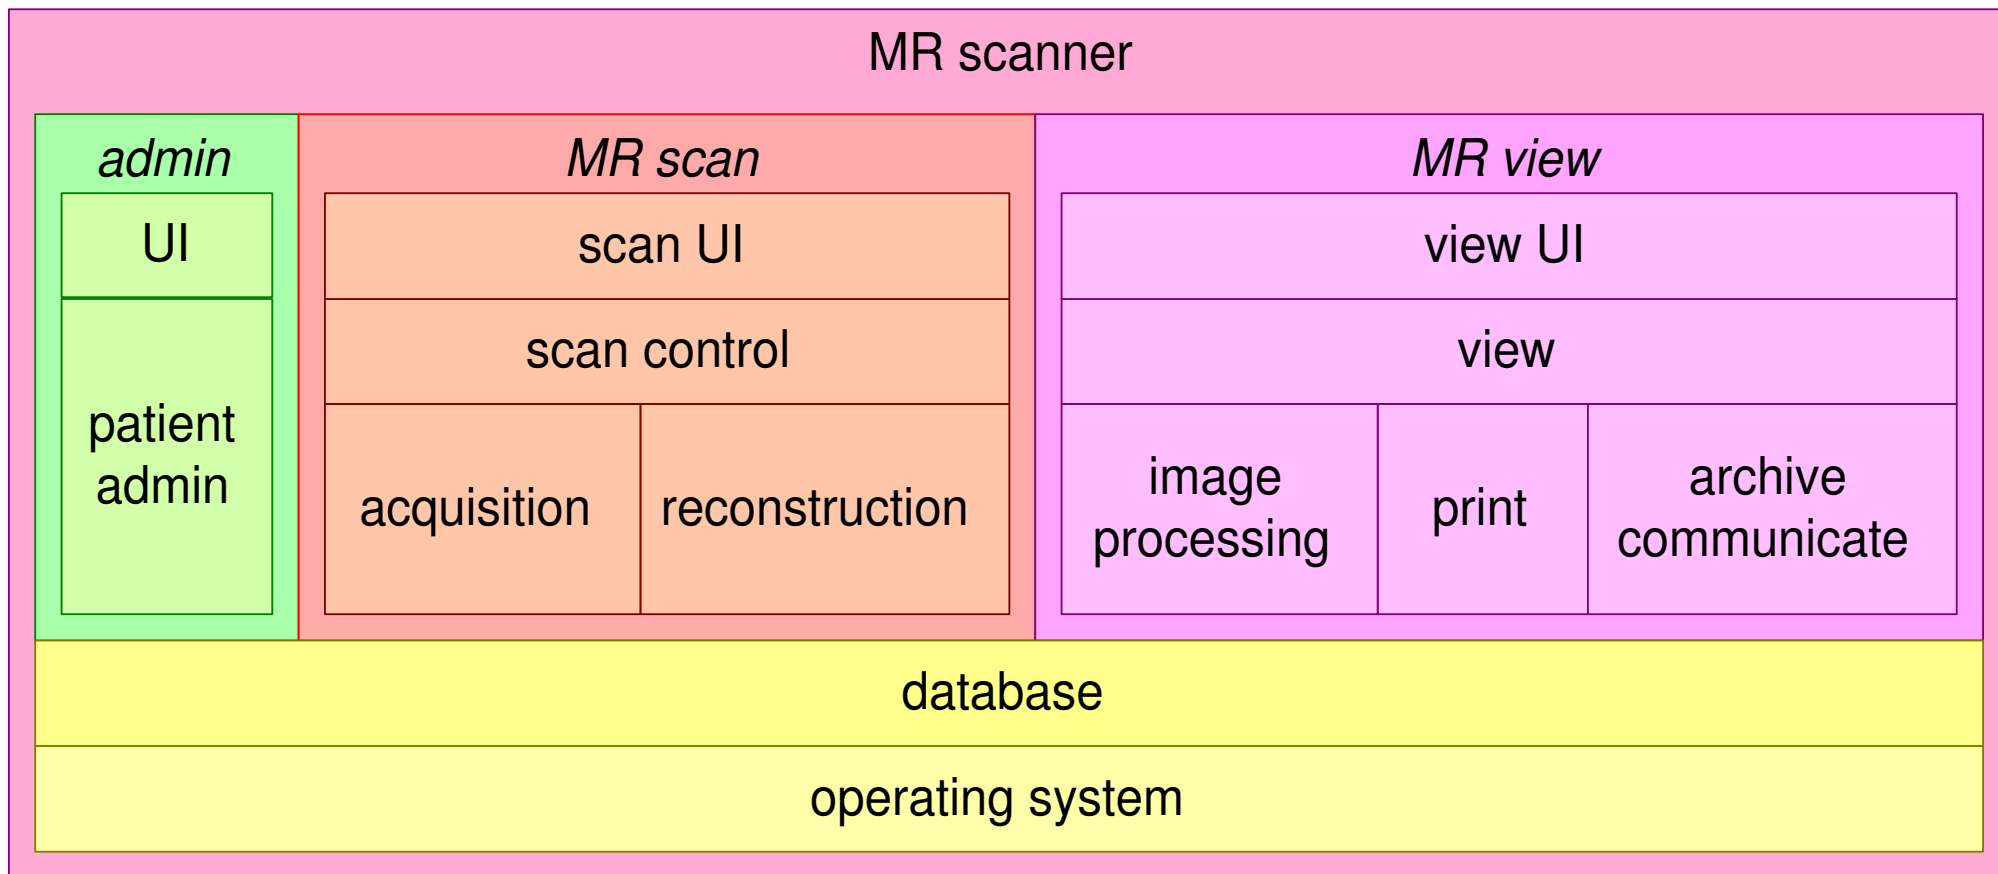 MR scanner
admin
UI
patient
admin
MR scan
scan UI
scan control
acquisition
reconstruction
MR view
view UI
view
image
processing
print
archive
communicate
database
operating system